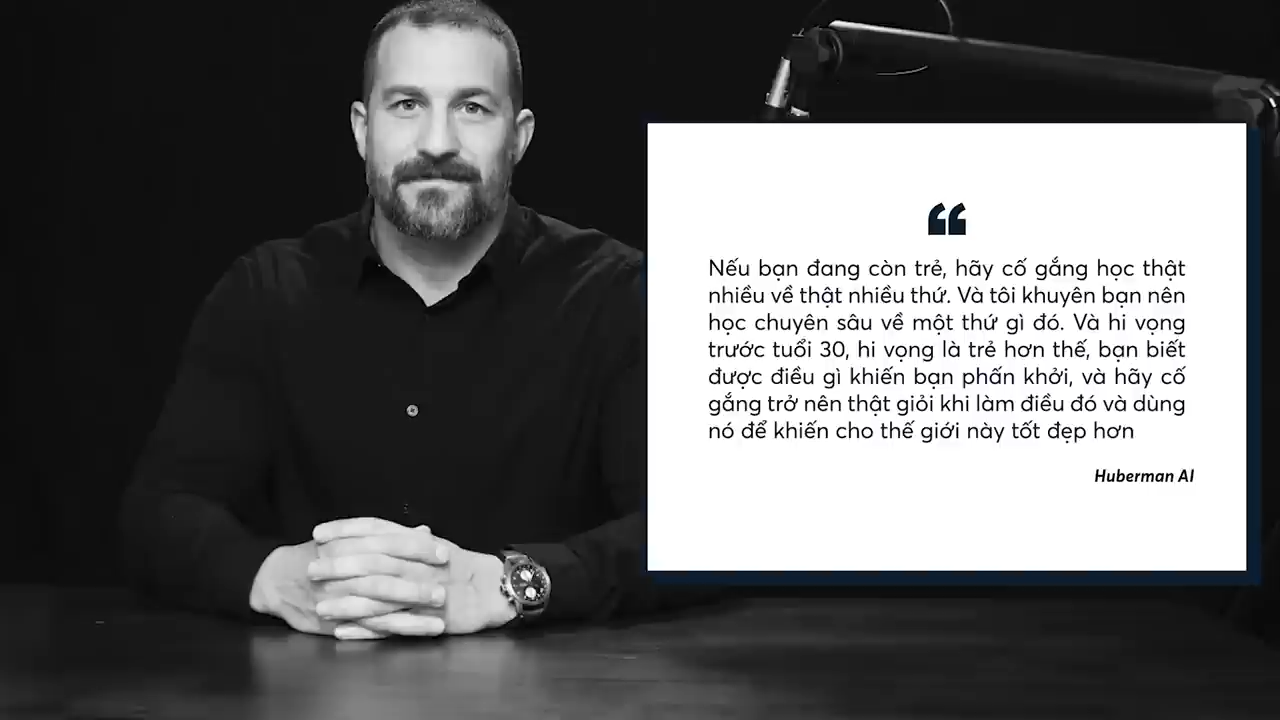 “
Nếu bạn đang còn trẻ, hãy cố gắng học thật
nhiều về thật nhiều thứ. Và tôi khuyên bạn nên
học chuyên sâu về một thứ gì đó. Và hi vọng
trước tuổi 30, hi vọng là trẻ hơn thế, bạn biết
được điều gì khiến bạn phấn khởi, và hãy cố
gắng trở nên thật giỏi khi làm điều đó và dùng
nó để khiến cho thế giới này tốt đẹp hơn
Huberman AI